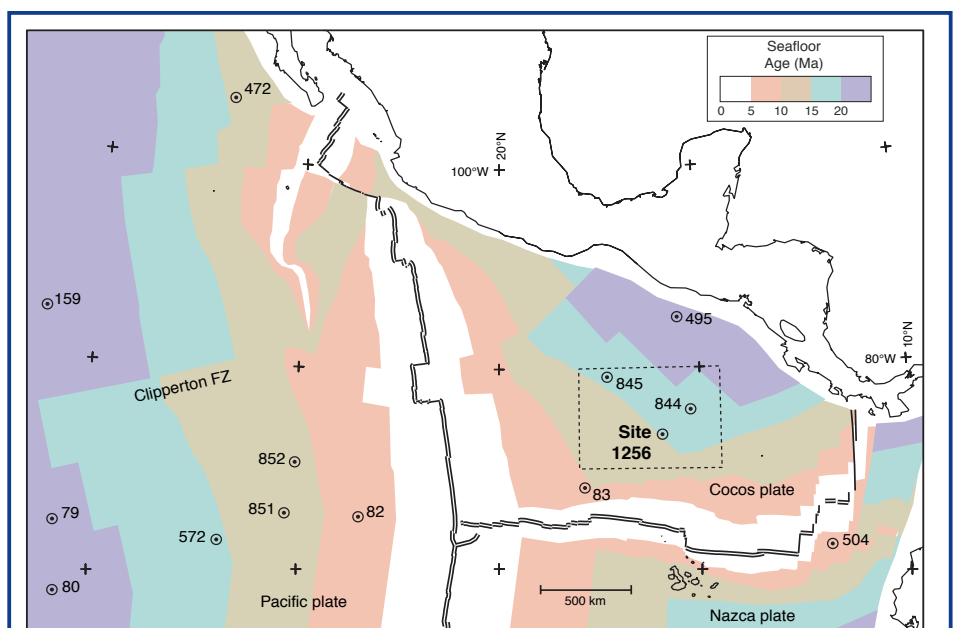 Seafloor
Age (Ma)
0 5 10 15 20
472
100°W
20°N
159
495
10°N
80°W
Clipperton FZ
845
844
Site
1256
852
83
Cocos plate
79
851
82
572
504
80
Pacific plate
500 km
Nazca plate